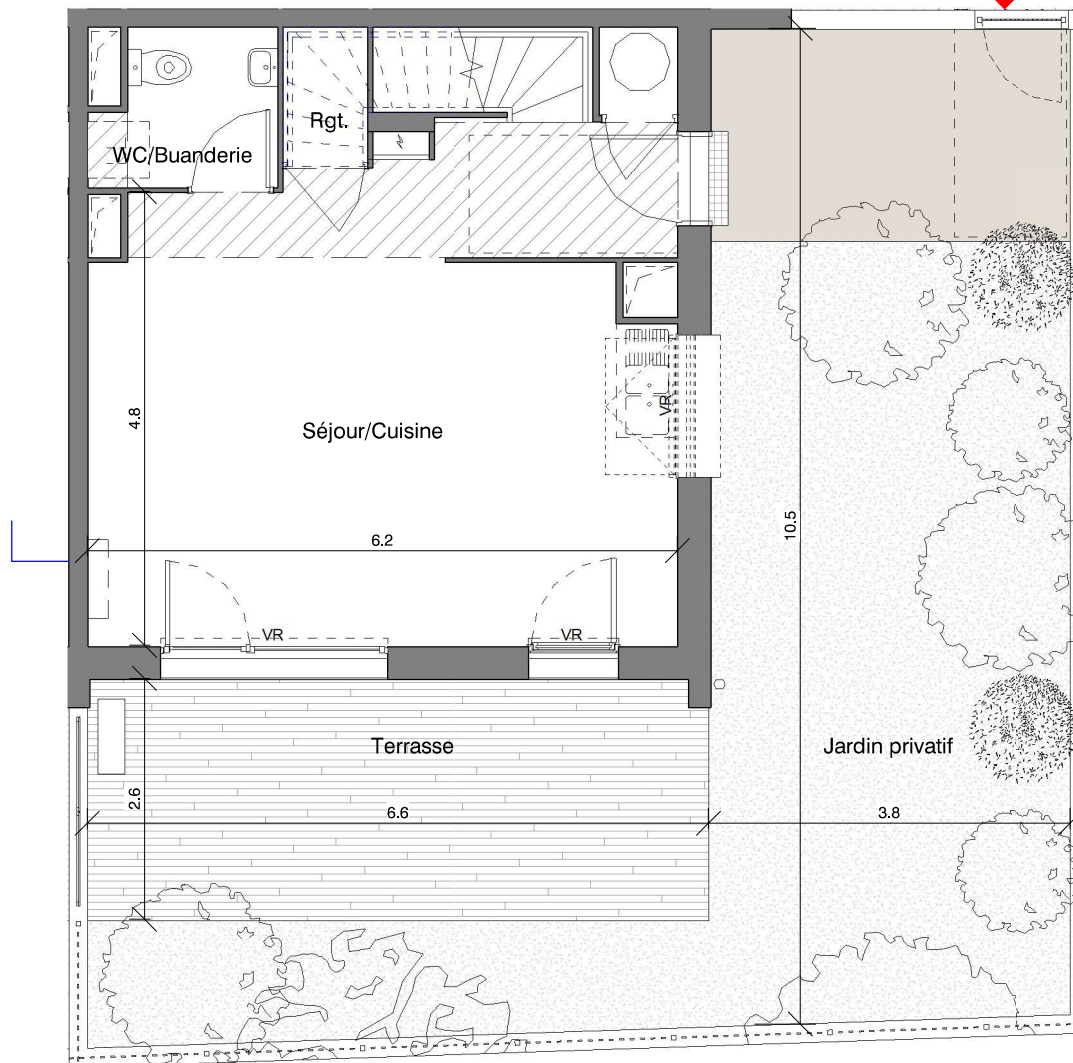 Rgt.
WC/Buanderie
4.8
Séjour/Cuisine
VR
10.5
6.2
VR
VR
Terrasse
Jardin privatif
2.6
6.6
3.8